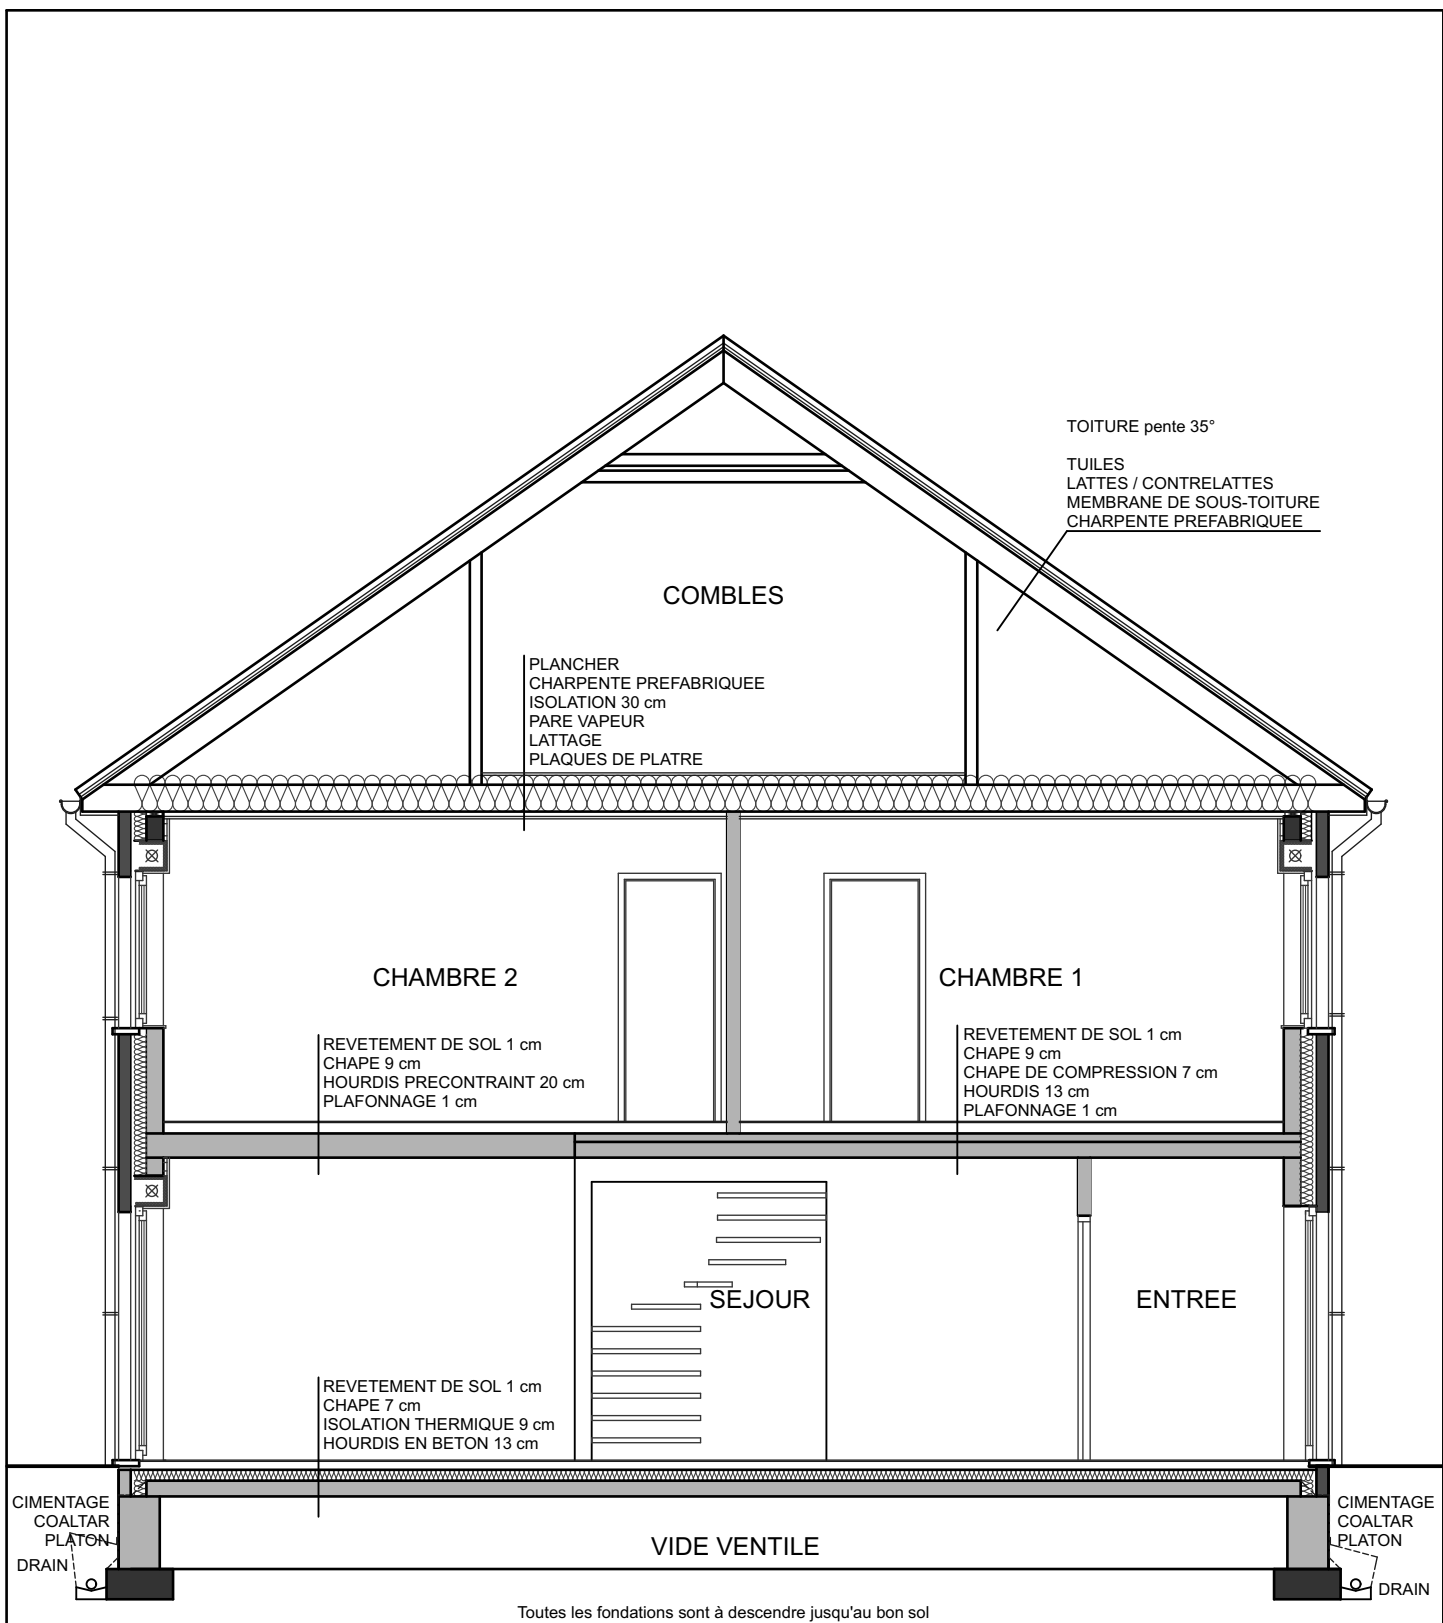 TOITURE pente 35°
TUILES
LATTES / CONTRELATTES
MEMBRANE DE SOUS-TOITURE
CHARPENTE PREFABRIQUEE
COMBLES
PLANCHER
CHARPENTE PREFABRIQUEE
ISOLATION 30 cm
PARE VAPEUR
LATTAGE
PLAQUES DE PLATRE
CHAMBRE 2
CHAMBRE 1
REVETEMENT DE SOL 1 cm
CHAPE 9 cm
HOURDIS PRECONTRAINT 20 cm
PLAFONNAGE 1 cm
REVETEMENT DE SOL 1 cm
CHAPE 9 cm
CHAPE DE COMPRESSION 7 cm
HOURDIS 13 cm
PLAFONNAGE 1 cm
SEJOUR
ENTREE
REVETEMENT DE SOL 1 cm
CHAPE 7 cm
ISOLATION THERMIQUE 9 cm
HOURDIS EN BETON 13 cm
CIMENTAGE
COALTAR
PLATON
DRAIN
VIDE VENTILE
CIMENTAGE
COALTAR
PLATON
DRAIN
Toutes les fondations sont à descendre jusqu'au bon sol